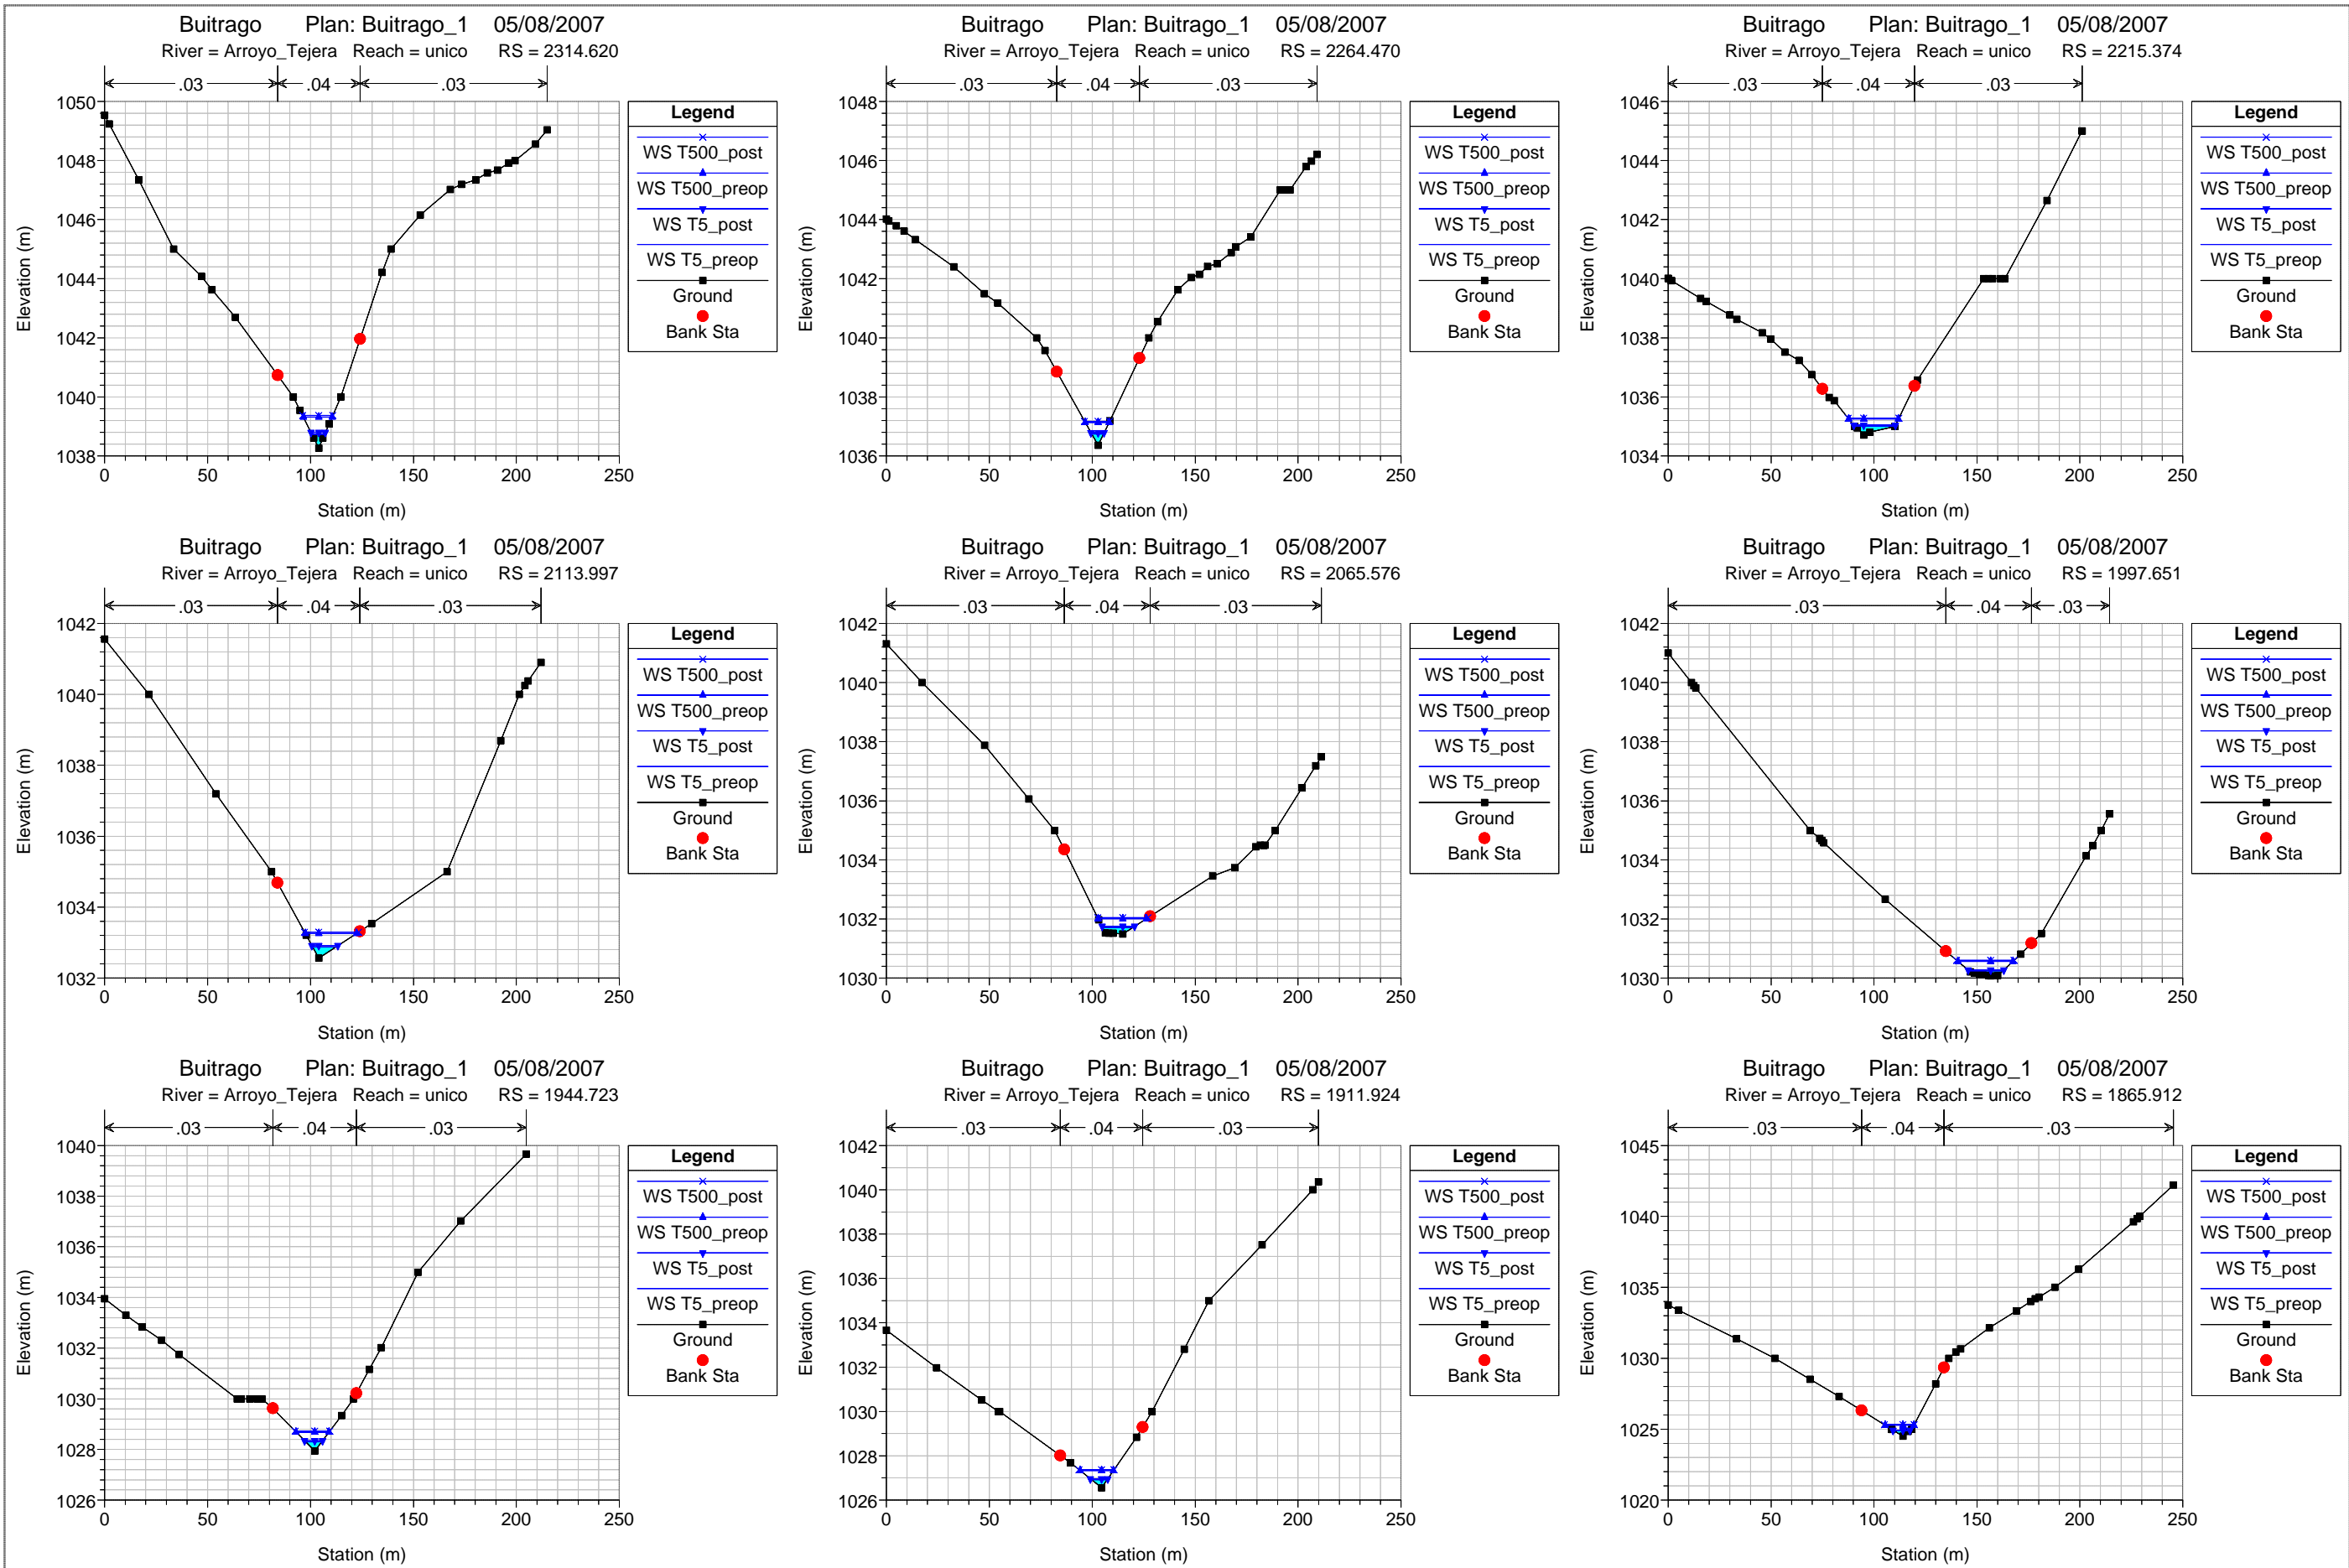 Buitrago Plan: Buitrago_1 05/08/2007
River = Arroyo_Tejera Reach = unico RS = 2314.620
.03 .04 .03
1050
1048
1046
1044
1042
1040
1038
Elevation (m)
0 50 100 150 200 250
Station (m)
Legend
WS T500_post
WS T500_preop
WS T5_post
WS T5_preop
Ground
Bank Sta
Buitrago Plan: Buitrago_1 05/08/2007
River = Arroyo_Tejera Reach = unico RS = 2264.470
.03 .04 .03
1048
1046
1044
1042
1040
1038
1036
Elevation (m)
0 50 100 150 200 250
Station (m)
Legend
WS T500_post
WS T500_preop
WS T5_post
WS T5_preop
Ground
Bank Sta
Buitrago Plan: Buitrago_1 05/08/2007
River = Arroyo_Tejera Reach = unico RS = 2215.374
.03 .04 .03
1046
1044
1042
1040
1038
1036
1034
Elevation (m)
0 50 100 150 200 250
Station (m)
Legend
WS T500_post
WS T500_preop
WS T5_post
WS T5_preop
Ground
Bank Sta
Buitrago Plan: Buitrago_1 05/08/2007
River = Arroyo_Tejera Reach = unico RS = 2113.997
.03 .04 .03
1042
1040
1038
1036
1034
1032
Elevation (m)
0 50 100 150 200 250
Station (m)
Legend
WS T500_post
WS T500_preop
WS T5_post
WS T5_preop
Ground
Bank Sta
Buitrago Plan: Buitrago_1 05/08/2007
River = Arroyo_Tejera Reach = unico RS = 2065.576
.03 .04 .03
1042
1040
1038
1036
1034
1032
1030
Elevation (m)
0 50 100 150 200 250
Station (m)
Legend
WS T500_post
WS T500_preop
WS T5_post
WS T5_preop
Ground
Bank Sta
Buitrago Plan: Buitrago_1 05/08/2007
River = Arroyo_Tejera Reach = unico RS = 1997.651
.03 .04 .03
1042
1040
1038
1036
1034
1032
1030
Elevation (m)
0 50 100 150 200 250
Station (m)
Legend
WS T500_post
WS T500_preop
WS T5_post
WS T5_preop
Ground
Bank Sta
Buitrago Plan: Buitrago_1 05/08/2007
River = Arroyo_Tejera Reach = unico RS = 1944.723
.03 .04 .03
1040
1038
1036
1034
1032
1030
1028
1026
Elevation (m)
0 50 100 150 200 250
Station (m)
Legend
WS T500_post
WS T500_preop
WS T5_post
WS T5_preop
Ground
Bank Sta
Buitrago Plan: Buitrago_1 05/08/2007
River = Arroyo_Tejera Reach = unico RS = 1911.924
.03 .04 .03
1042
1040
1038
1036
1034
1032
1030
1028
1026
Elevation (m)
0 50 100 150 200 250
Station (m)
Legend
WS T500_post
WS T500_preop
WS T5_post
WS T5_preop
Ground
Bank Sta
Buitrago Plan: Buitrago_1 05/08/2007
River = Arroyo_Tejera Reach = unico RS = 1865.912
.03 .04 .03
1045
1040
1035
1030
1025
1020
Elevation (m)
0 50 100 150 200 250
Station (m)
Legend
WS T500_post
WS T500_preop
WS T5_post
WS T5_preop
Ground
Bank Sta